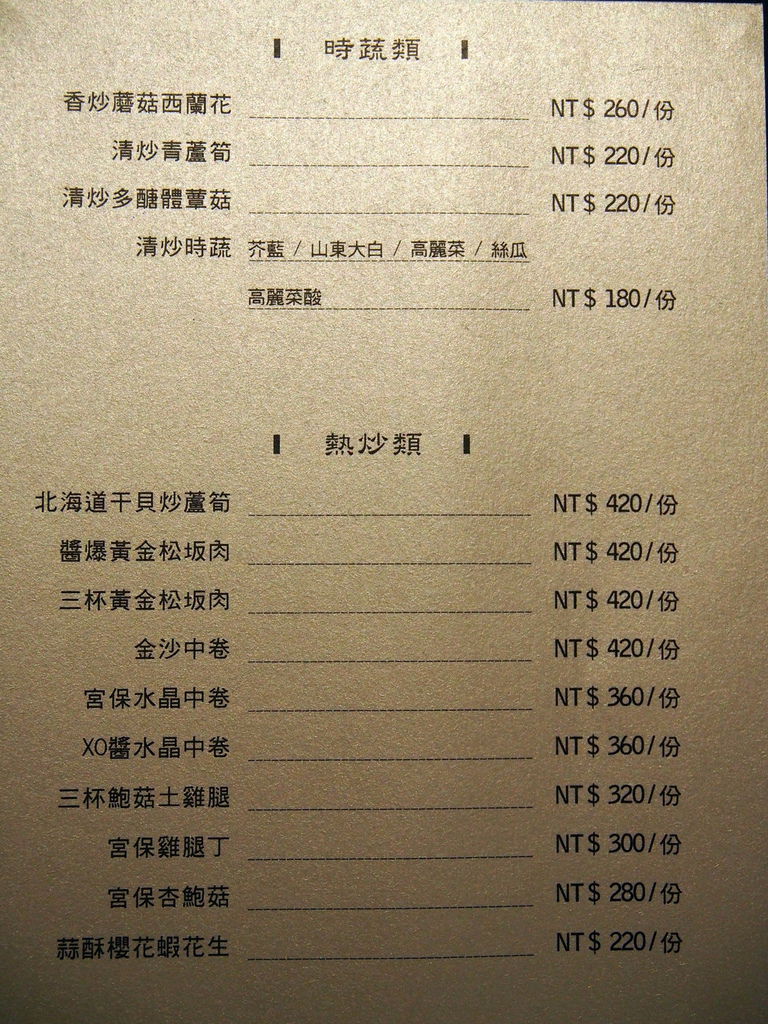 時蔬類
香炒蘑菇西蘭花 NT$ 260/份
清炒青蘆筍 NT$ 220/份
清炒多醣體蕈菇 NT$ 220/份
清炒時蔬 芥藍 / 山東大白 / 高麗菜 / 絲瓜
高麗菜酸 NT$ 180/份
熱炒類
北海道干貝炒蘆筍 NT$ 420/份
醬爆黃金松坂肉 NT$ 420/份
三杯黃金松坂肉 NT$ 420/份
金沙中卷 NT$ 420/份
宮保水晶中卷 NT$ 360/份
XO醬水晶中卷 NT$ 360/份
三杯鮑菇土雞腿 NT$ 320/份
宮保雞腿丁 NT$ 300/份
宮保杏鮑菇 NT$ 280/份
蒜酥櫻花蝦花生 NT$ 220/份